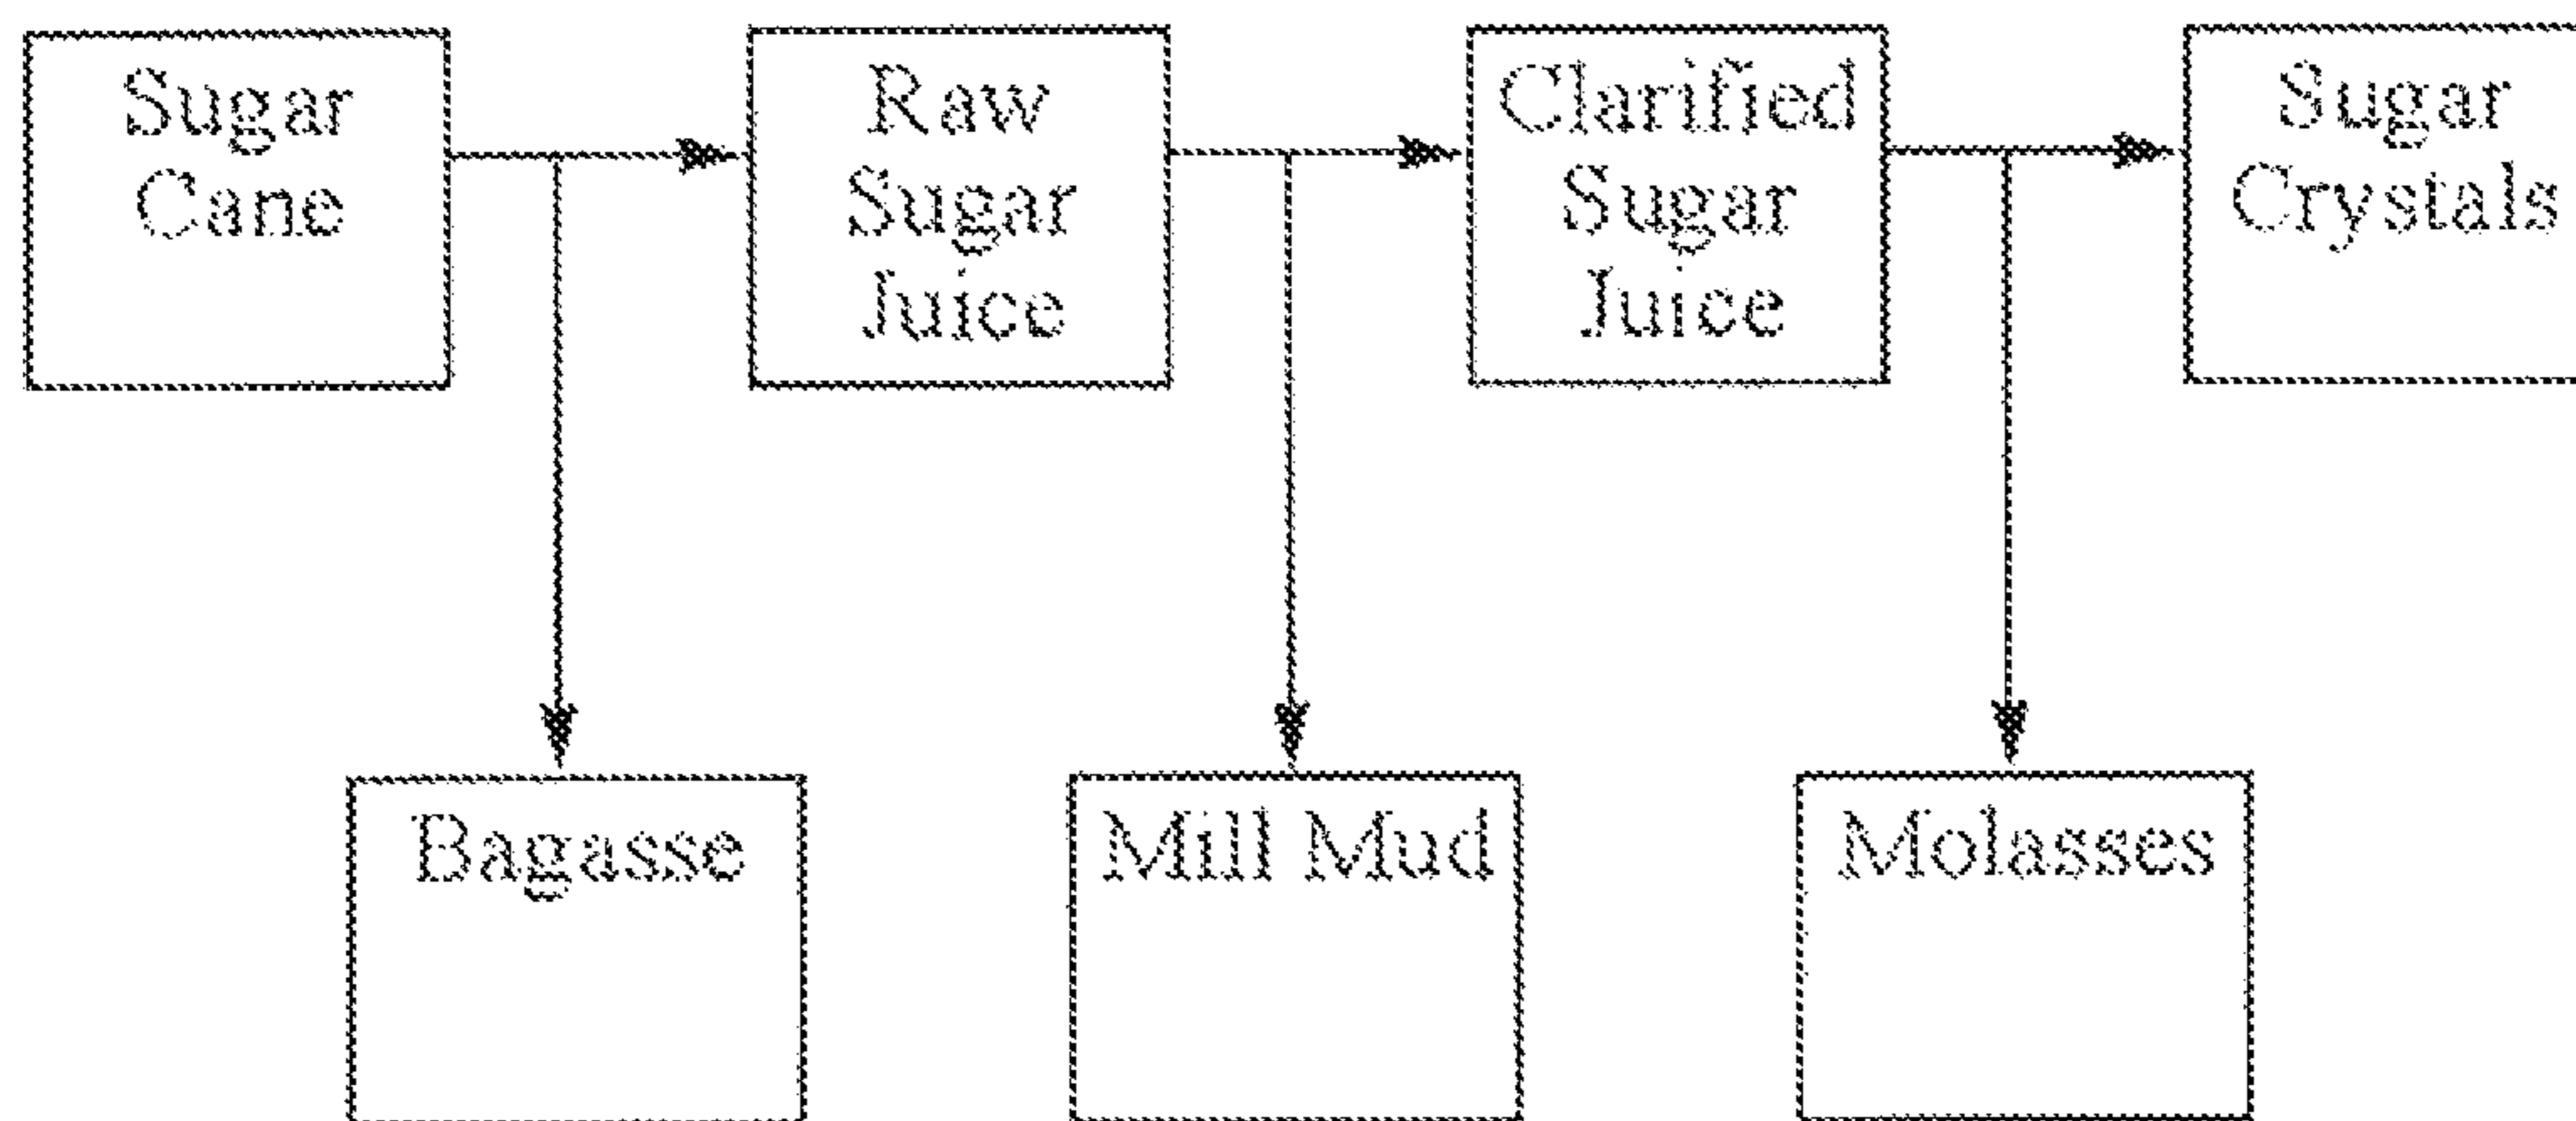 Sugar
Cane
Raw
Sugar
Juice
Clarified
Sugar
Juice
Sugar
Crystals
Bagasse
Mill Mud
Molasses